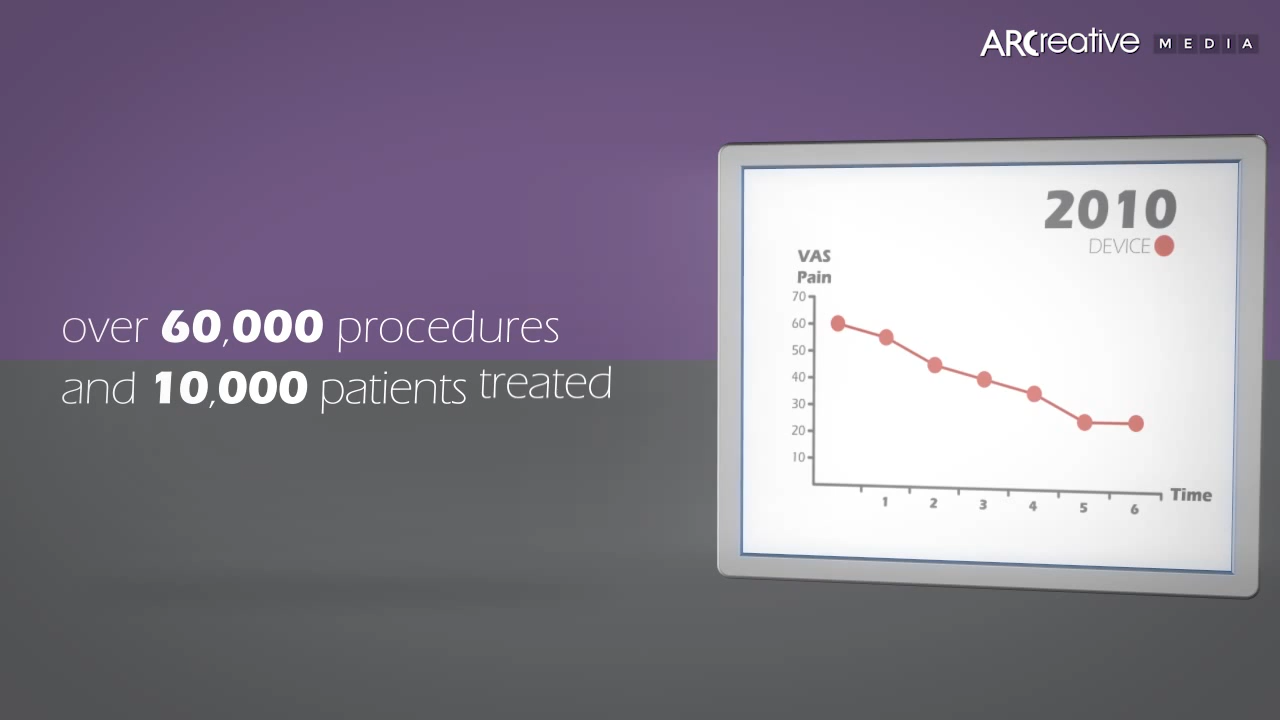 ARCreative MEDIA
over 60,000 procedures
and 10,000 patients treated
2010
DEVICE
VAS
Pain
70
60
50
40
30
20
10
Time
1 2 3 4 5 6